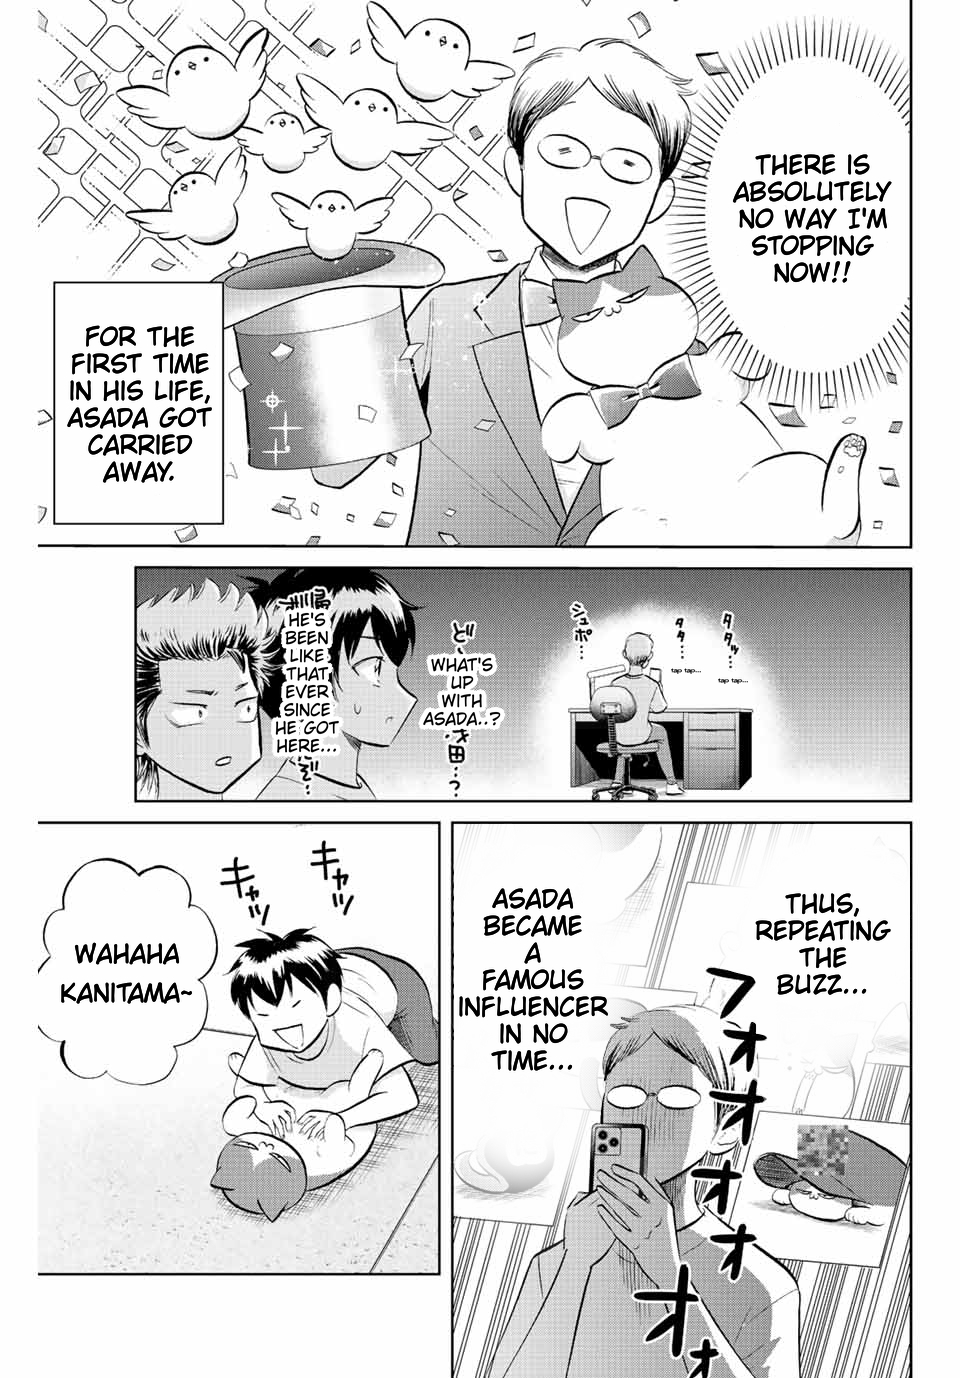 THERE IS
ABSOLUTELY
NO WAY I'M
STOPPING
NOW!!
FOR THE
FIRST TIME
IN HIS LIFE,
ASADA GOT
CARRIED
AWAY.
タタッ…
タタ…
tap tap...
tap tap...
シュポ…
WHAT'S
UP
WITH
ASADA..?
HE'S
BEEN
LIKE
THAT
EVER
SINCE
HE GOT
HERE...
THUS,
REPEATING
THE
BUZZ...
ASADA
BECAME
A
FAMOUS
INFLUENCER
IN NO
TIME...
フォオオオオ
キャッ
キャッ
WAHAHA
KANITAMA~